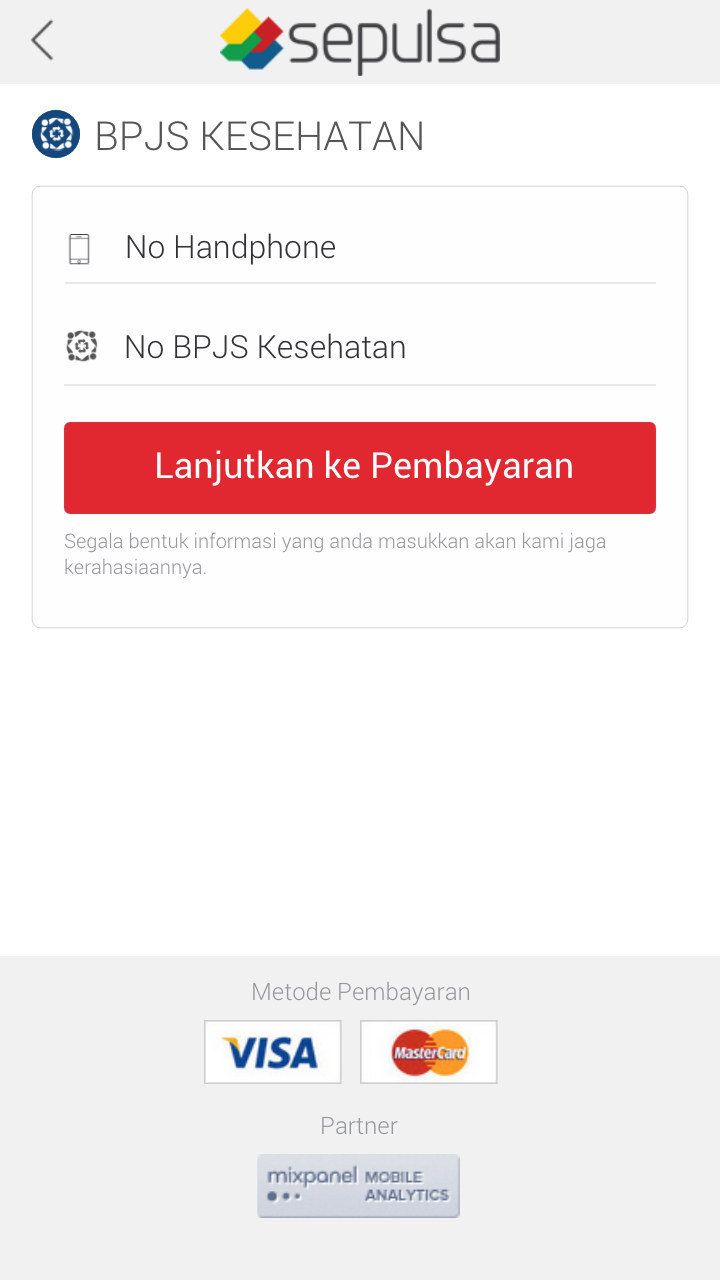 sepulsa
BPJS KESEHATAN
No Handphone
No BPJS Kesehatan
Lanjutkan ke Pembayaran
Segala bentuk informasi yang anda masukkan akan kami jaga
kerahasiaannya.
Metode Pembayaran
VISA MasterCard
Partner
mixpanel MOBILE
ANALYTICS